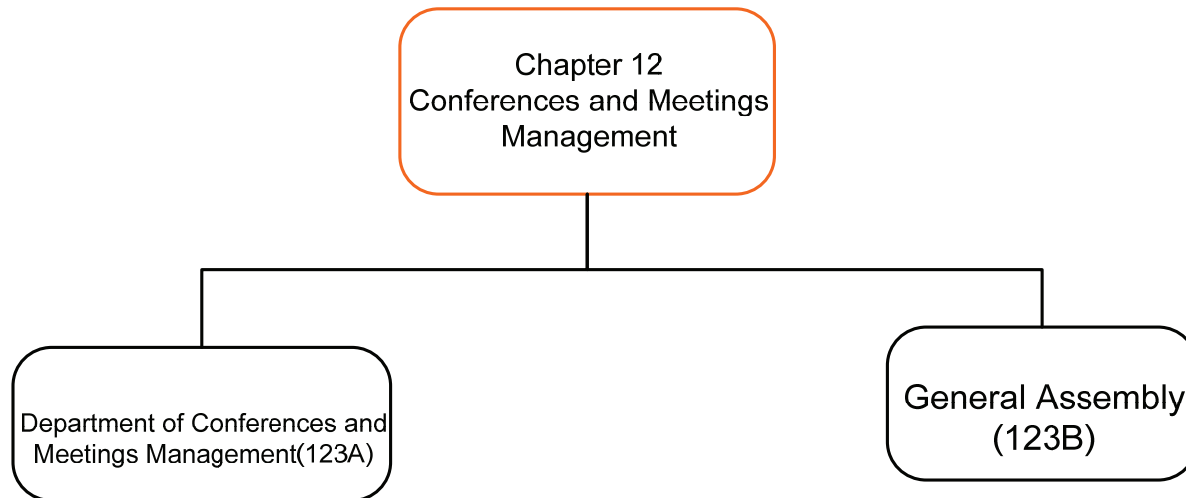 Chapter 12
Conferences and Meetings
Management
Department of Conferences and
Meetings Management(123A)
General Assembly
(123B)